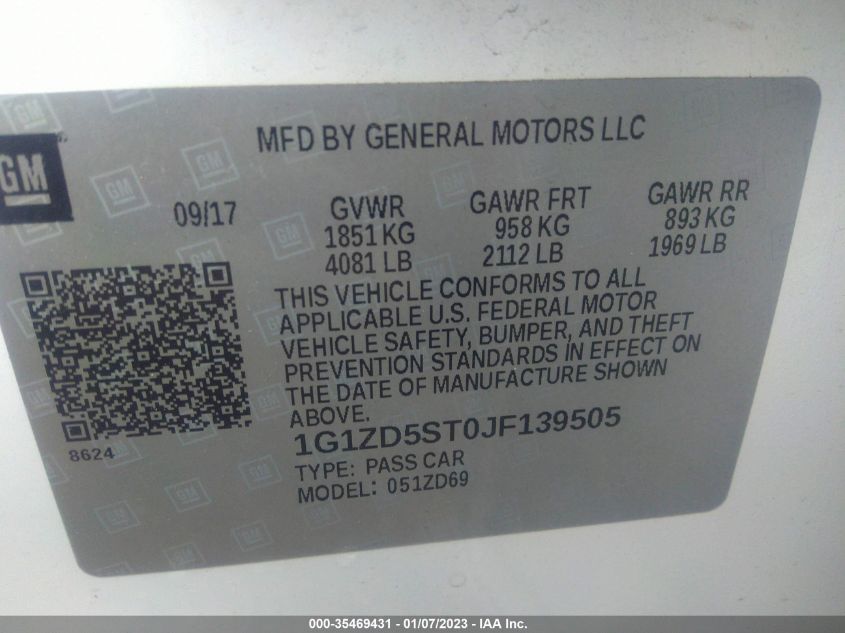 MFD BY GENERAL MOTORS LLC
GM
09/17
GVWR
1851 KG
4081 LB
GAWR FRT
958 KG
2112 LB
GAWR RR
893 KG
1969 LB
THIS VEHICLE CONFORMS TO ALL
APPLICABLE U.S. FEDERAL MOTOR
VEHICLE SAFETY, BUMPER, AND THEFT
PREVENTION STANDARDS IN EFFECT ON
THE DATE OF MANUFACTURE SHOWN
ABOVE.
8624
1G1ZD5ST0JF139505
TYPE: PASS CAR
MODEL: 051ZD69
000-35469431 - 01/07/2023 - IAA Inc.